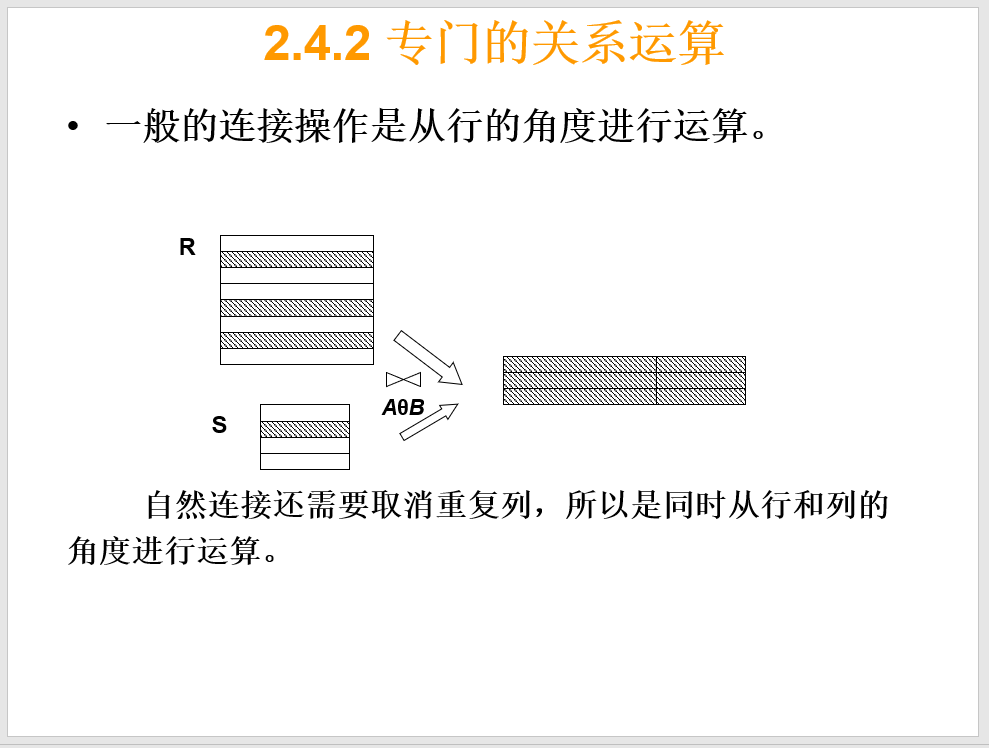 2.4.2 专门的关系运算
• 一般的连接操作是从行的角度进行运算。
R
AθB
S
自然连接还需要取消重复列，所以是同时从行和列的
角度进行运算。